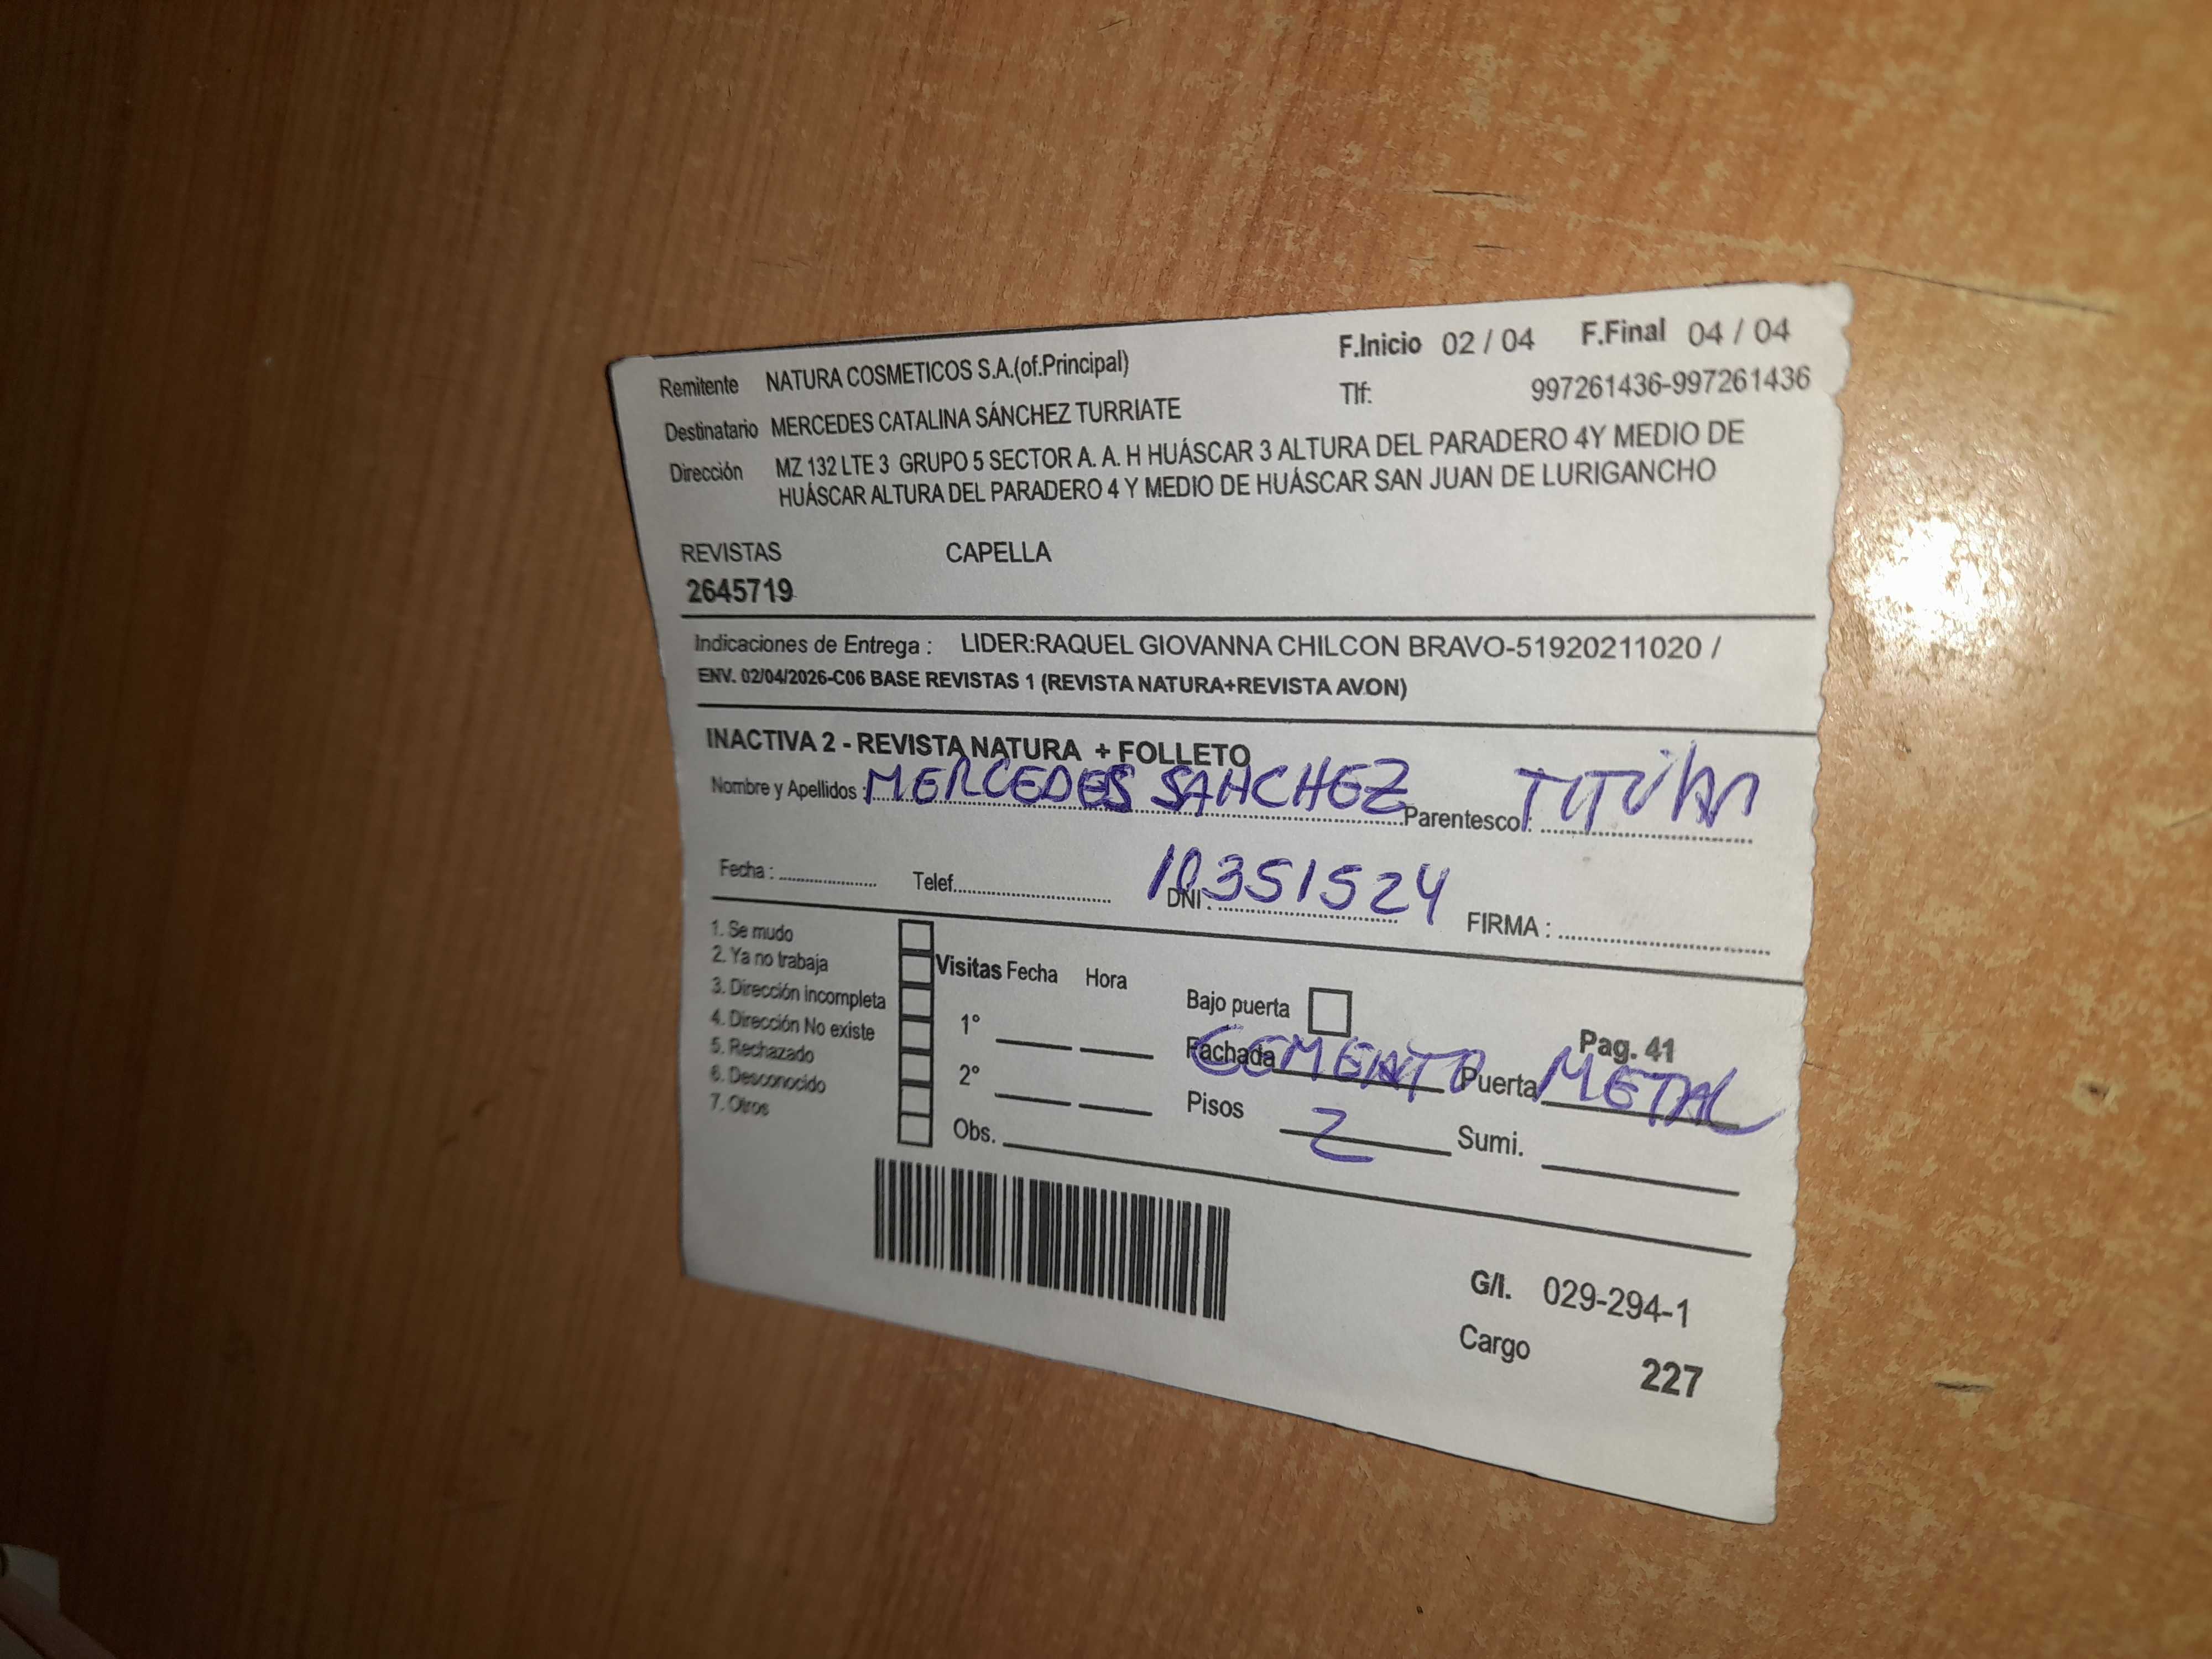 Remitente NATURA COSMETICOS S.A.(of.Principal) F.Inicio 02 / 04 F.Final 04 / 04
Destinatario MERCEDES CATALINA SÁNCHEZ TURRIATE Tlf: 997261436-997261436
Dirección MZ 132 LTE 3 GRUPO 5 SECTOR A. A. H HUÁSCAR 3 ALTURA DEL PARADERO 4Y MEDIO DE
HUÁSCAR ALTURA DEL PARADERO 4 Y MEDIO DE HUÁSCAR SAN JUAN DE LURIGANCHO
REVISTAS CAPELLA
2645719
Indicaciones de Entrega : LIDER:RAQUEL GIOVANNA CHILCON BRAVO-51920211020 /
ENV. 02/04/2026-C06 BASE REVISTAS 1 (REVISTA NATURA+REVISTA AVON)
INACTIVA 2 - REVISTA NATURA + FOLLETO
Nombre y Apellidos : MERCEDES SANCHEZ Parentesco : TITULAR
Fecha : Telef. DNI : 10351524 FIRMA :
1. Se mudo
2. Ya no trabaja
3. Dirección incompleta
4. Dirección No existe
5. Rechazado
6. Desconocido
7. Otros
Visitas Fecha Hora
1°
2°
Obs.
Bajo puerta
Pag. 41
Fachada CEMENTO Puerta METAL
Pisos 2 Sumi.
G/I. 029-294-1
Cargo 227